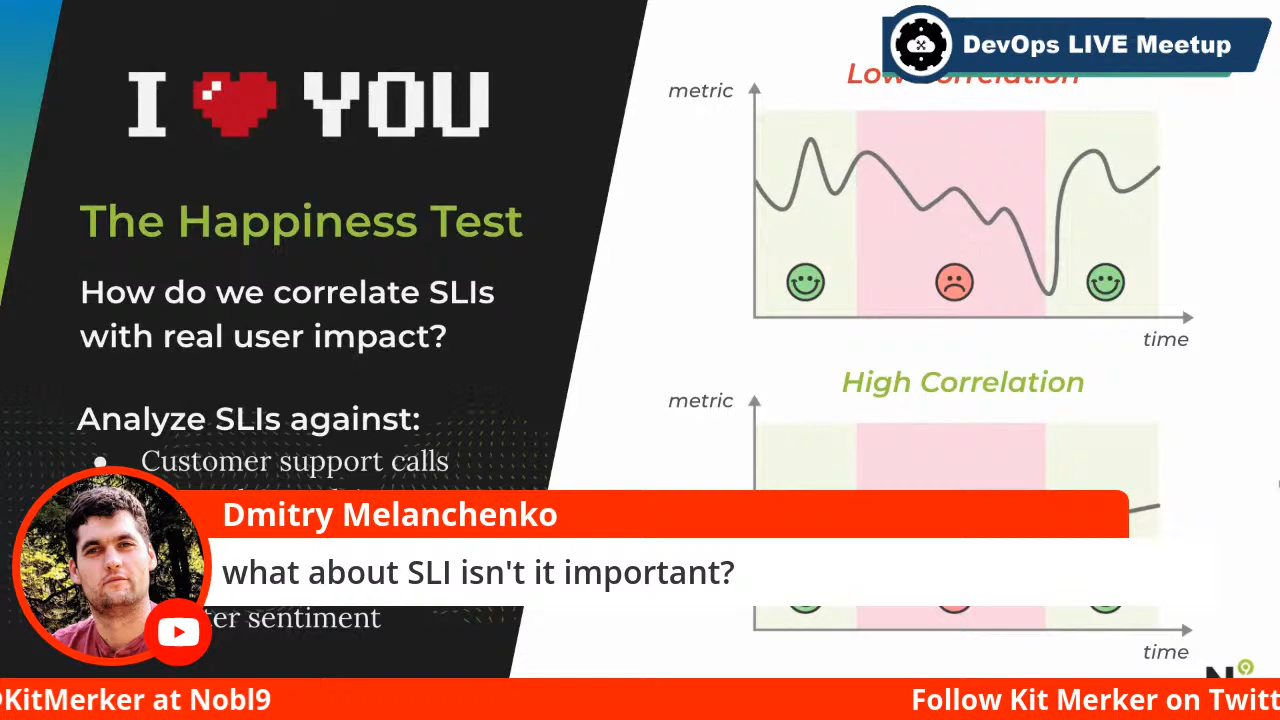 I YOU
The Happiness Test
How do we correlate SLIs
with real user impact?
Analyze SLIs against:
Customer support calls
sentiment
DevOps LIVE Meetup
Low Correlation
metric
time
High Correlation
metric
time
Dmitry Melanchenko
what about SLI isn't it important?
KitMerker at Nobl9
Follow Kit Merker on